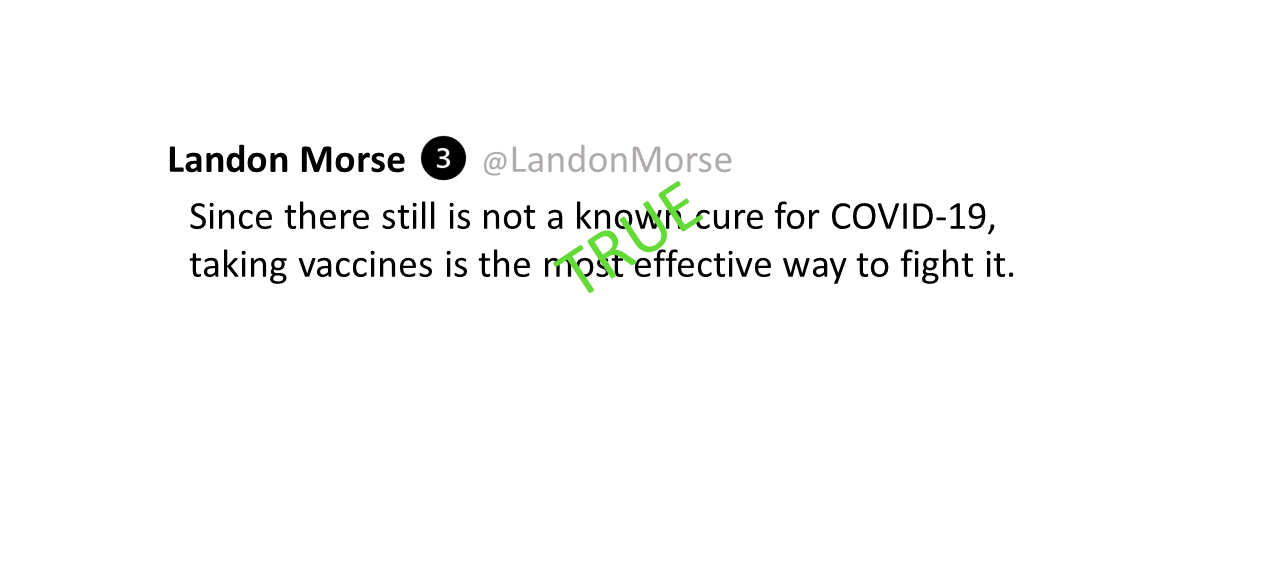 Landon Morse 3 @LandonMorse
Since there still is not a known cure for COVID-19,
taking vaccines is the most effective way to fight it.
TRUE